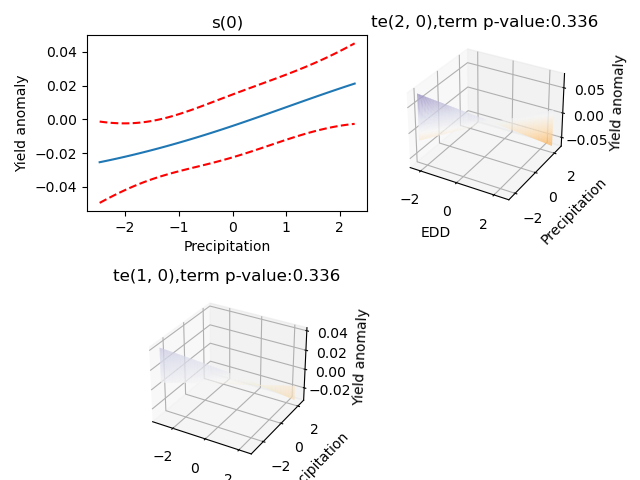 s(0)
0.04
0.02
0.00
−0.02
−0.04
Yield anomaly
−2
−1
0
1
2
Precipitation
te(2, 0),term p-value:0.336
0.05
0.00
−0.05
Yield anomaly
2
0
−2
Precipitation
−2
0
2
EDD
te(1, 0),term p-value:0.336
0.04
0.02
0.00
−0.02
Yield anomaly
2
0
−2
cipitation
−2
0
2